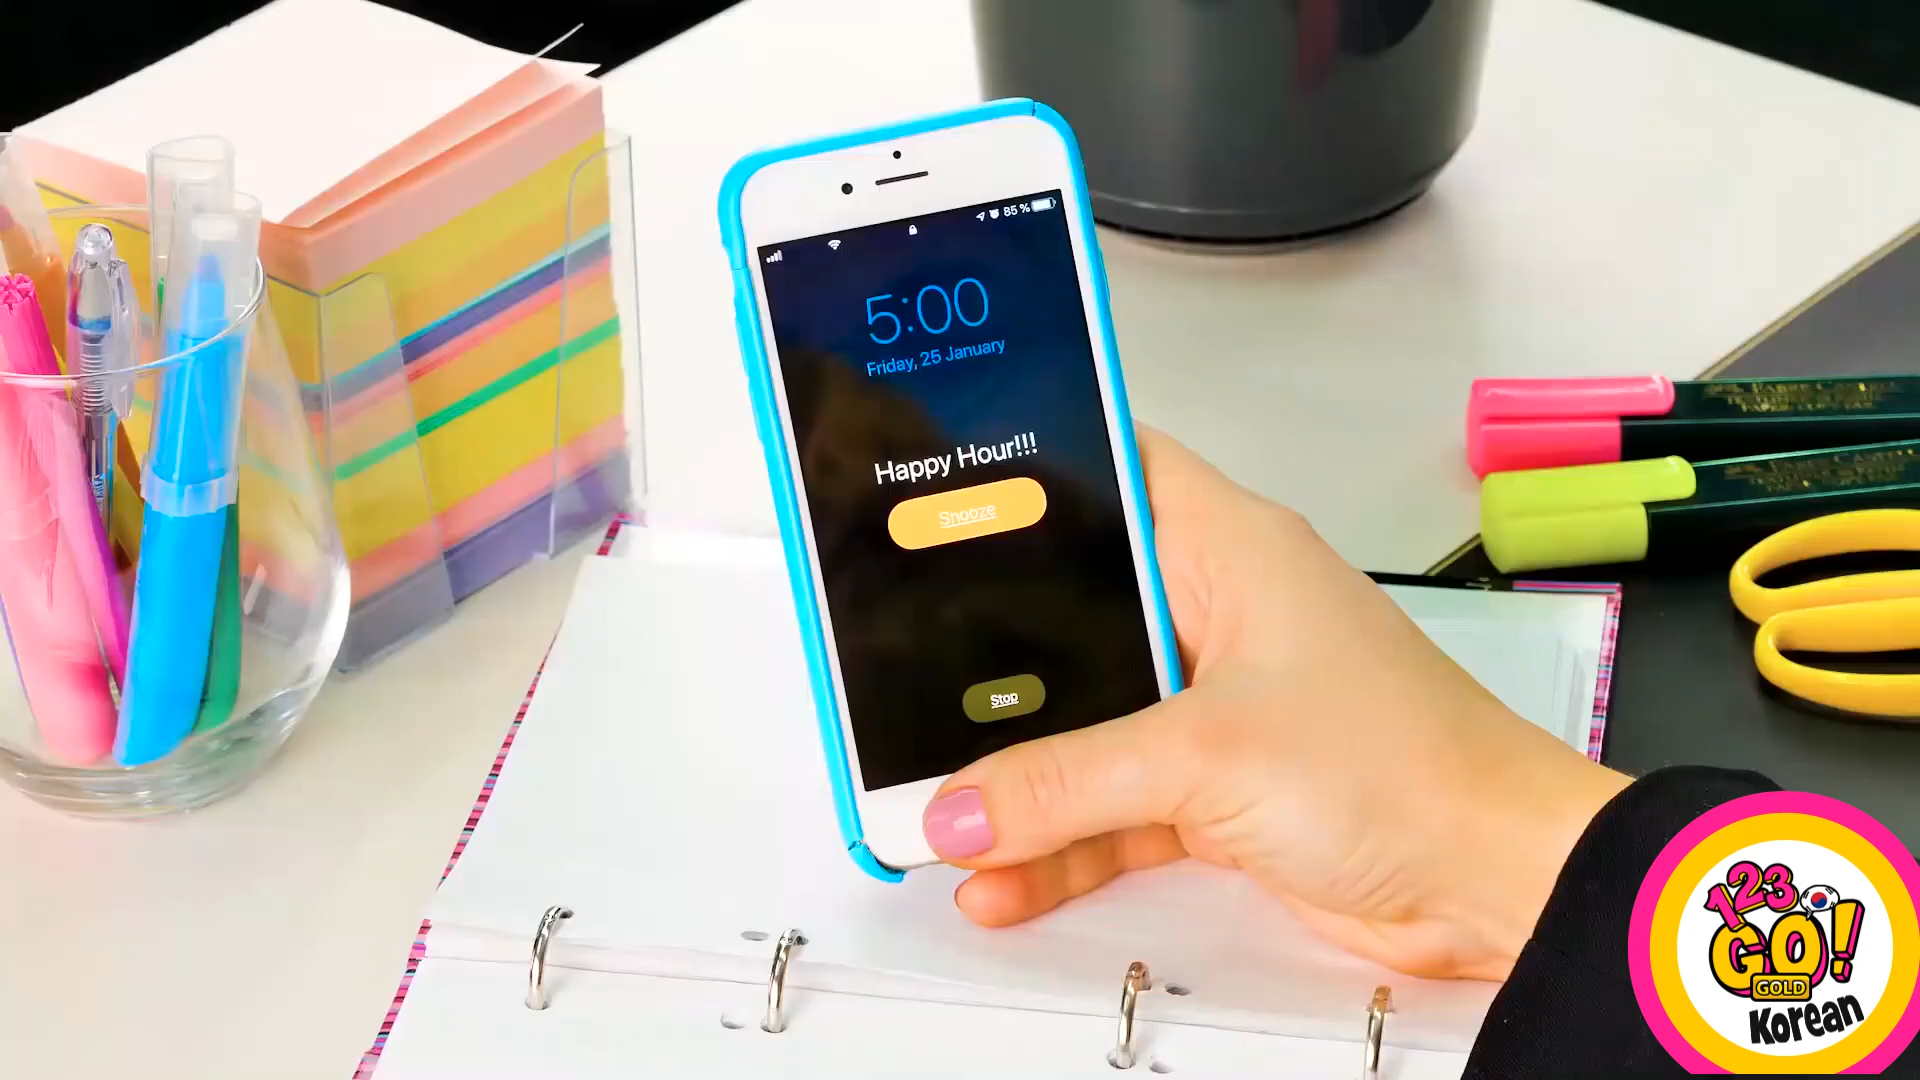 85 %
5:00
Friday, 25 January
Happy Hour!!!
Snooze
Stop
123
GO!
GOLD
Korean